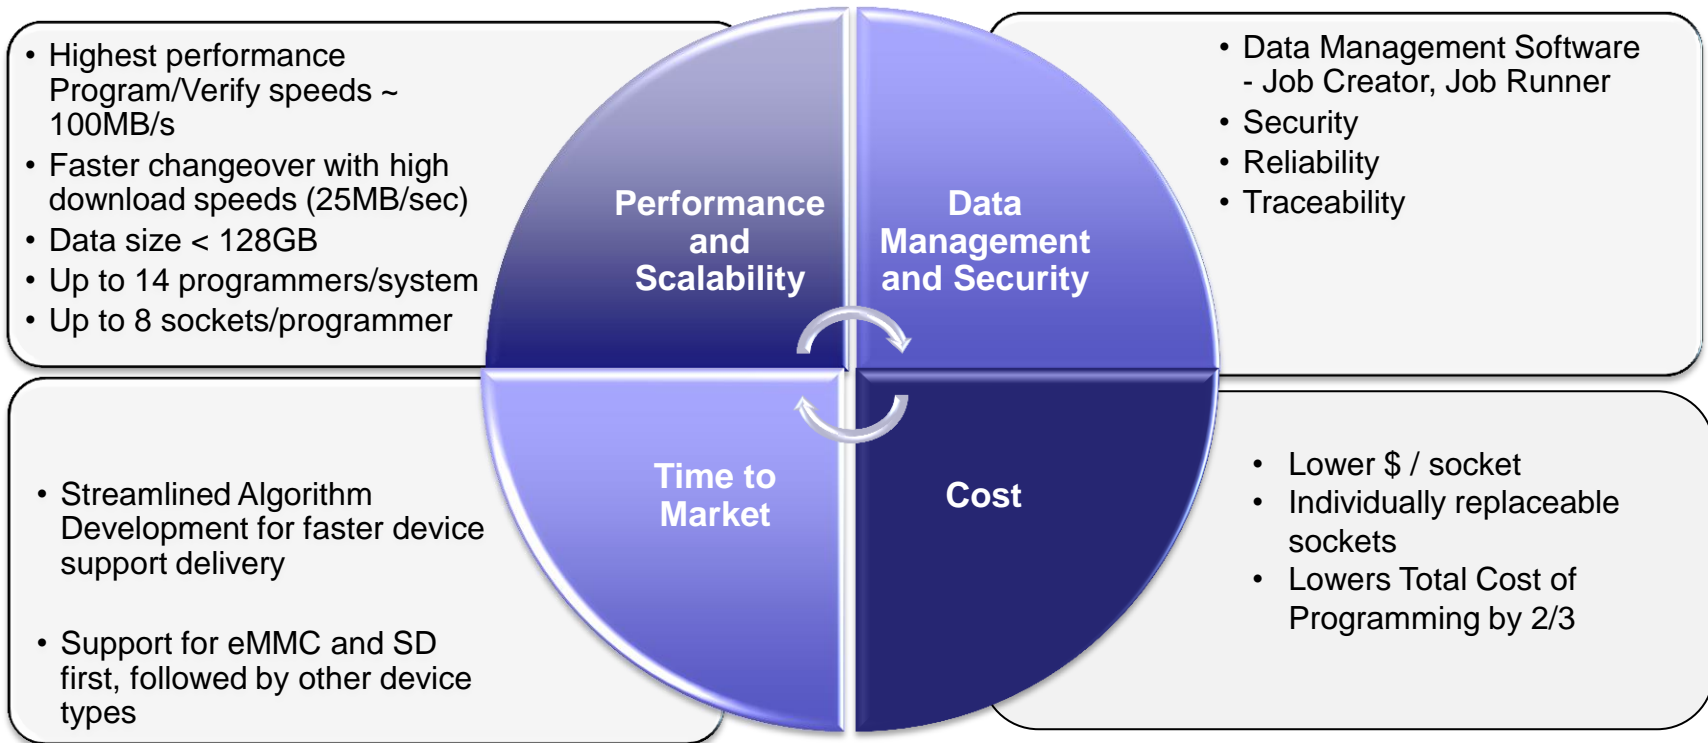 • Highest performance
Program/Verify speeds ~
100MB/s
• Faster changeover with high
download speeds (25MB/sec)
• Data size < 128GB
• Up to 14 programmers/system
• Up to 8 sockets/programmer
Performance
and
Scalability
Data
Management
and Security
• Data Management Software
- Job Creator, Job Runner
• Security
• Reliability
• Traceability
• Streamlined Algorithm
Development for faster device
support delivery
• Support for eMMC and SD
first, followed by other device
types
Time to
Market
Cost
• Lower $ / socket
• Individually replaceable
sockets
• Lowers Total Cost of
Programming by 2/3